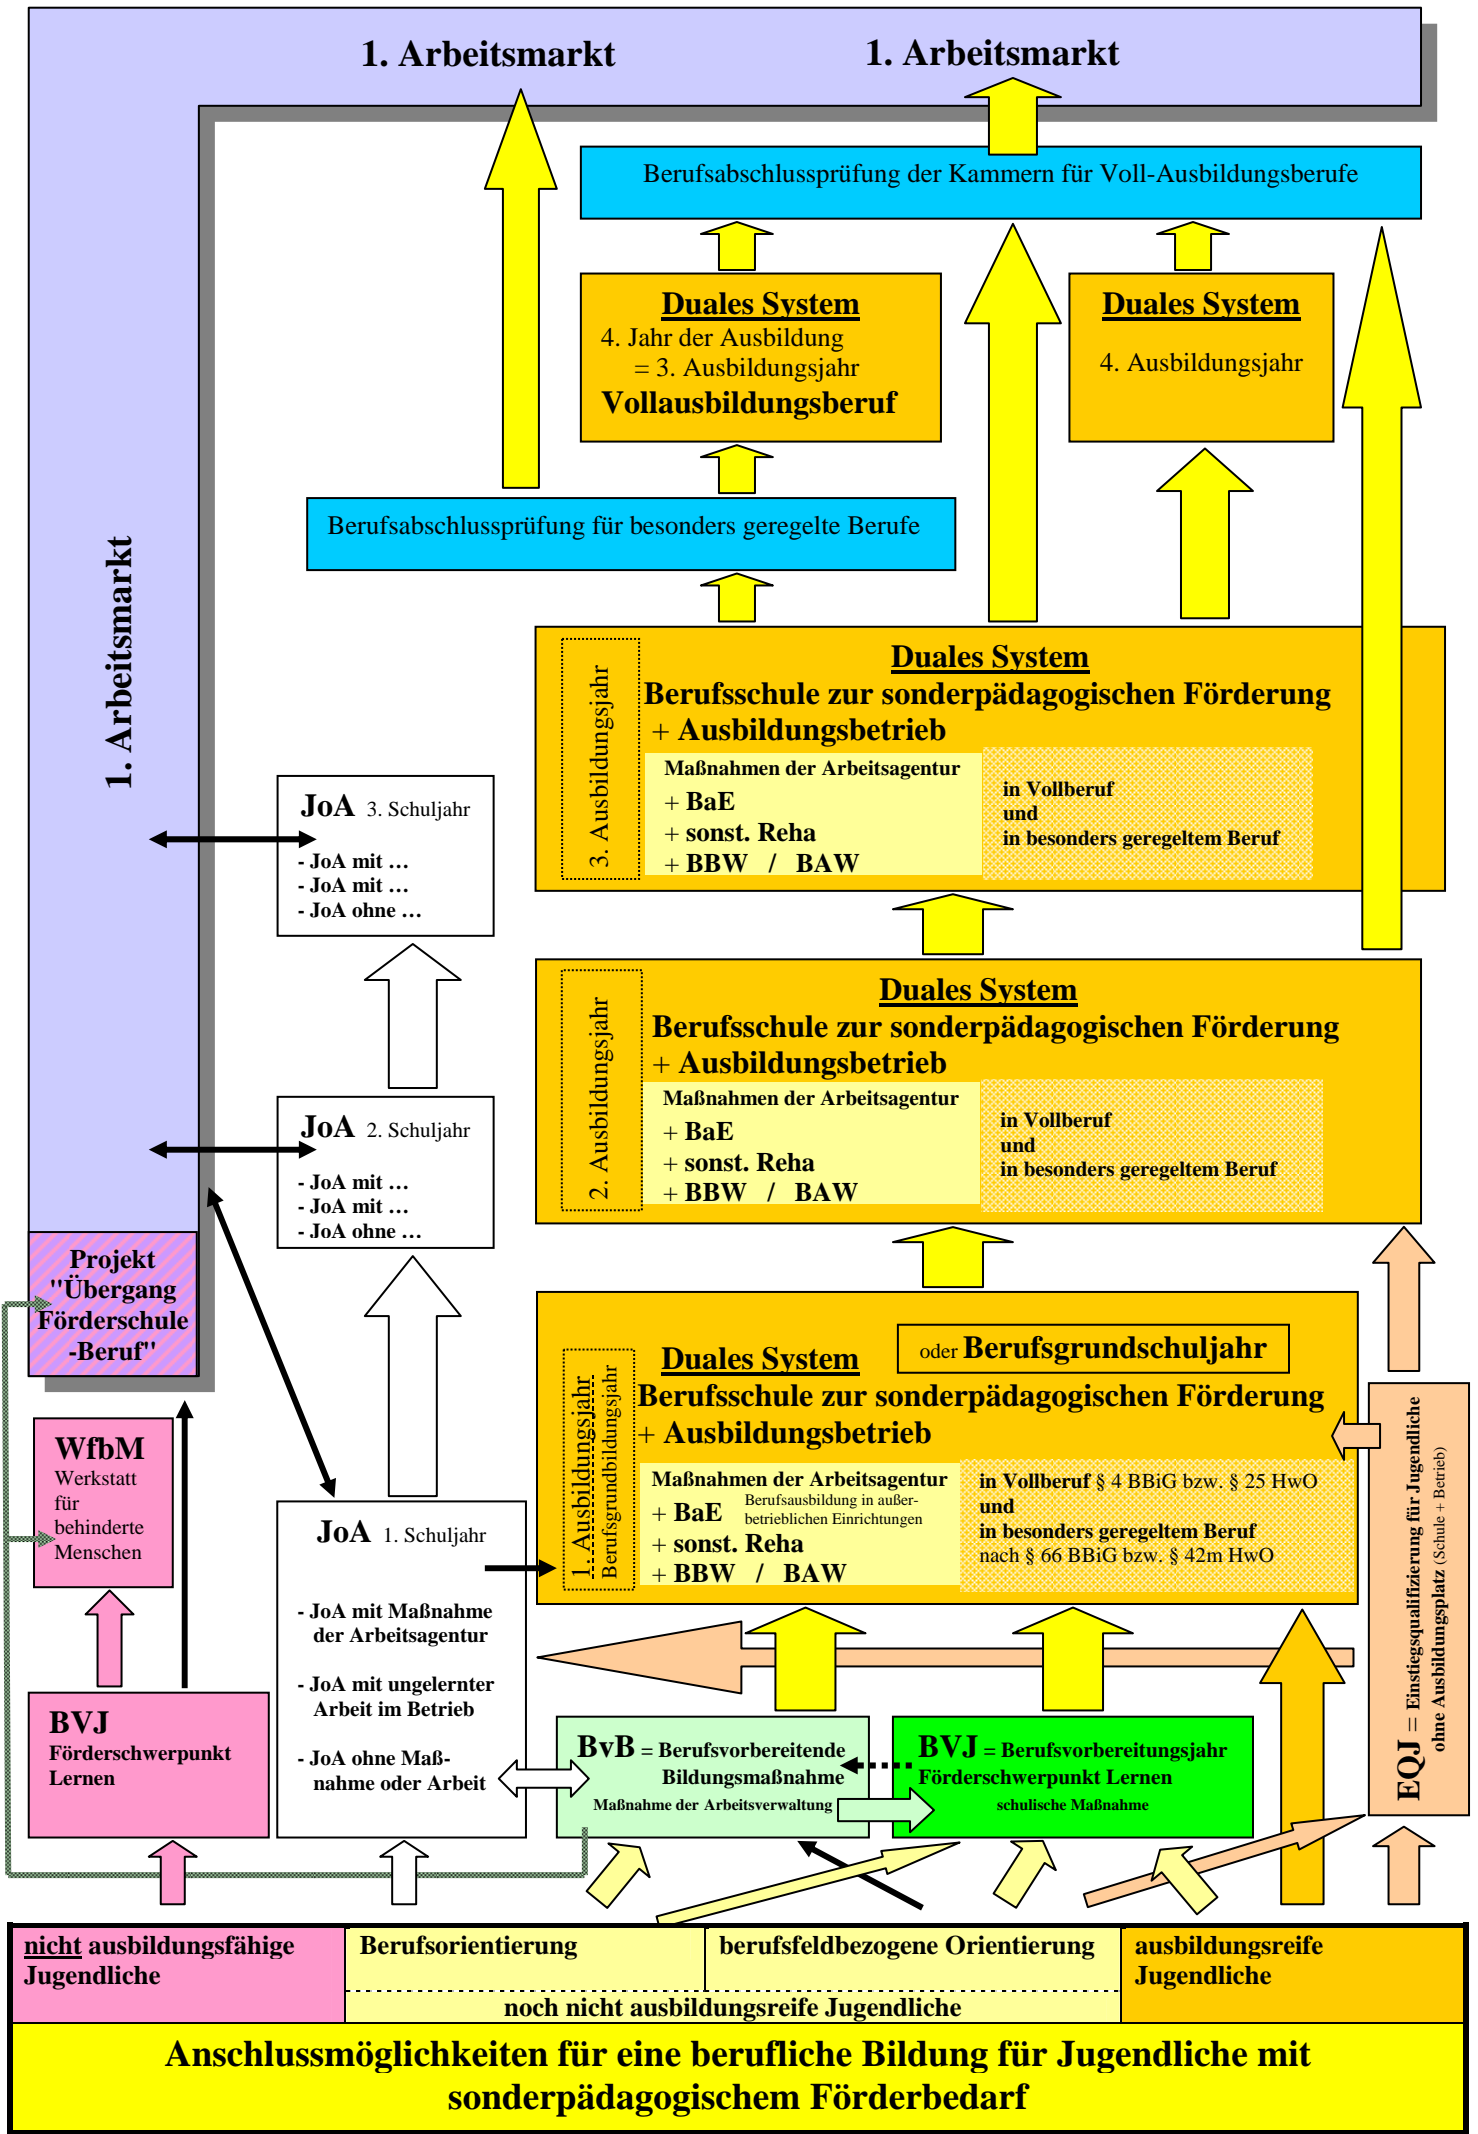 1. Arbeitsmarkt
1. Arbeitsmarkt
Berufsabschlussprüfung der Kammern für Voll-Ausbildungsberufe
Duales System
4. Jahr der Ausbildung
= 3. Ausbildungsjahr
Vollausbildungsberuf
Duales System
4. Ausbildungsjahr
Berufsabschlussprüfung für besonders geregelte Berufe
1. Arbeitsmarkt
3. Ausbildungsjahr
Duales System
Berufsschule zur sonderpädagogischen Förderung
+ Ausbildungsbetrieb
Maßnahmen der Arbeitsagentur
+ BaE
+ sonst. Reha
+ BBW / BAW
in Vollberuf
und
in besonders geregeltem Beruf
JoA 3. Schuljahr
- JoA mit …
- JoA mit …
- JoA ohne …
2. Ausbildungsjahr
Duales System
Berufsschule zur sonderpädagogischen Förderung
+ Ausbildungsbetrieb
Maßnahmen der Arbeitsagentur
+ BaE
+ sonst. Reha
+ BBW / BAW
in Vollberuf
und
in besonders geregeltem Beruf
JoA 2. Schuljahr
- JoA mit …
- JoA mit …
- JoA ohne …
Projekt
"Übergang
Förderschule
-Beruf"
1. Ausbildungsjahr
Berufsgrundbildungsjahr
Duales System
oder Berufsgrundschuljahr
Berufsschule zur sonderpädagogischen Förderung
+ Ausbildungsbetrieb
Maßnahmen der Arbeitsagentur
+ BaE Berufsausbildung in außer-
betrieblichen Einrichtungen
+ sonst. Reha
+ BBW / BAW
in Vollberuf § 4 BBiG bzw. § 25 HwO
und
in besonders geregeltem Beruf
nach § 66 BBiG bzw. § 42m HwO
EQJ = Einstiegsqualifizierung für Jugendliche
ohne Ausbildungsplatz (Schule + Betrieb)
WfbM
Werkstatt
für
behinderte
Menschen
JoA 1. Schuljahr
- JoA mit Maßnahme
der Arbeitsagentur
- JoA mit ungelernter
Arbeit im Betrieb
- JoA ohne Maß-
nahme oder Arbeit
BVJ
Förderschwerpunkt
Lernen
BvB = Berufsvorbereitende
Bildungsmaßnahme
Maßnahme der Arbeitsverwaltung
BVJ = Berufsvorbereitungsjahr
Förderschwerpunkt Lernen
schulische Maßnahme
nicht ausbildungsfähige
Jugendliche
Berufsorientierung
berufsfeldbezogene Orientierung
noch nicht ausbildungsreife Jugendliche
ausbildungsreife
Jugendliche
Anschlussmöglichkeiten für eine berufliche Bildung für Jugendliche mit
sonderpädagogischem Förderbedarf